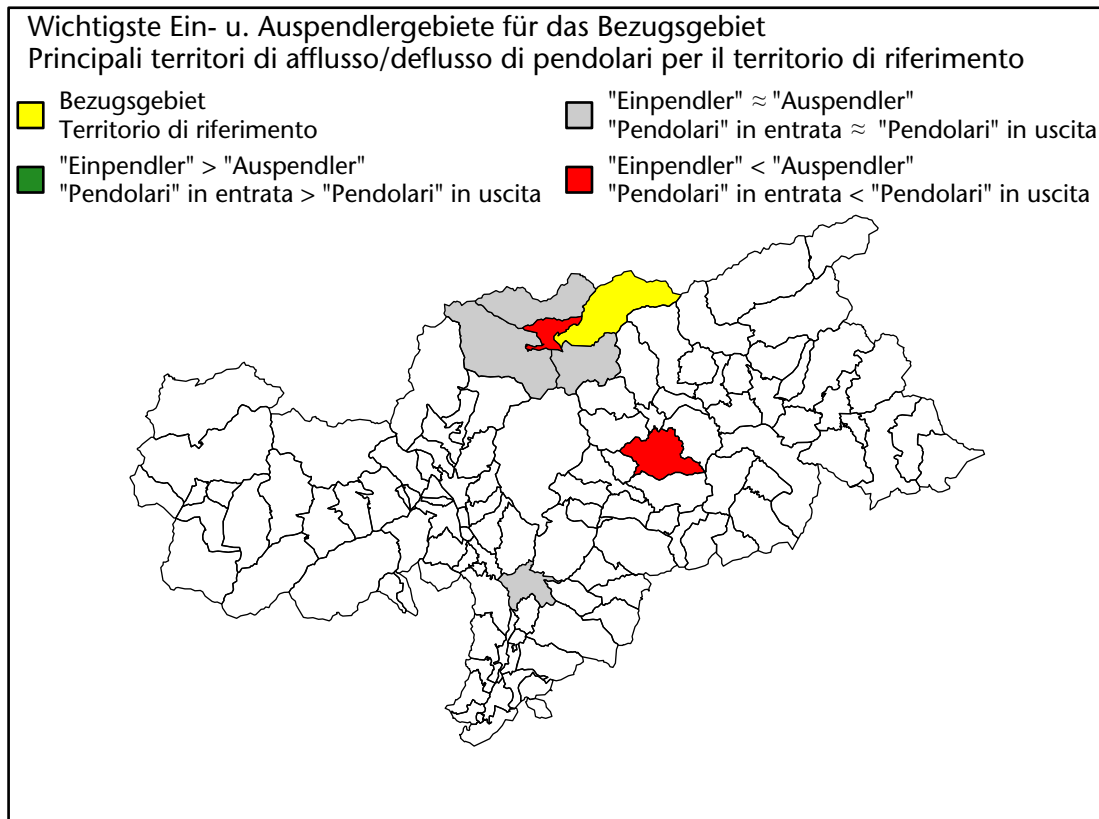 Wichtigste Ein- u. Auspendlergebiete für das Bezugsgebiet
Principali territori di afflusso/deflusso di pendolari per il territorio di riferimento
Bezugsgebiet
Territorio di riferimento
"Einpendler" > "Auspendler"
"Pendolari" in entrata > "Pendolari" in uscita
"Einpendler" ≈ "Auspendler"
"Pendolari" in entrata ≈ "Pendolari" in uscita
"Einpendler" < "Auspendler"
"Pendolari" in entrata < "Pendolari" in uscita